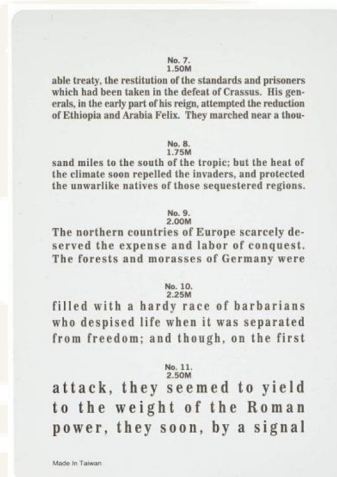 No. 7.
1.50M
able treaty, the restitution of the standards and prisoners
which had been taken in the defeat of Crassus. His gen-
erals, in the early part of his reign, attempted the reduction
of Ethiopia and Arabia Felix. They marched near a thou-
No. 8.
1.75M
sand miles to the south of the tropic; but the heat of
the climate soon repelled the invaders, and protected
the unwarlike natives of those sequestered regions.
No. 9.
2.00M
The northern countries of Europe scarcely de-
served the expense and labor of conquest.
The forests and morasses of Germany were
No. 10.
2.25M
filled with a hardy race of barbarians
who despised life when it was separated
from freedom; and though, on the first
No. 11.
2.50M
attack, they seemed to yield
to the weight of the Roman
power, they soon, by a signal
Made In Taiwan